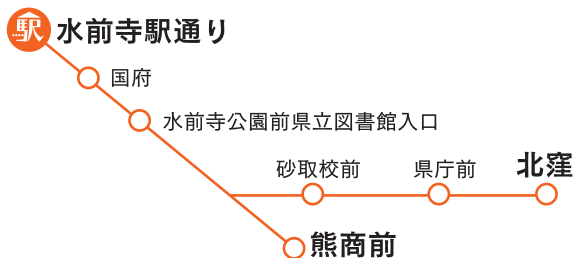 駅 水前寺駅通り
国府
水前寺公園前県立図書館入口
砂取校前
県庁前
北窪
熊商前